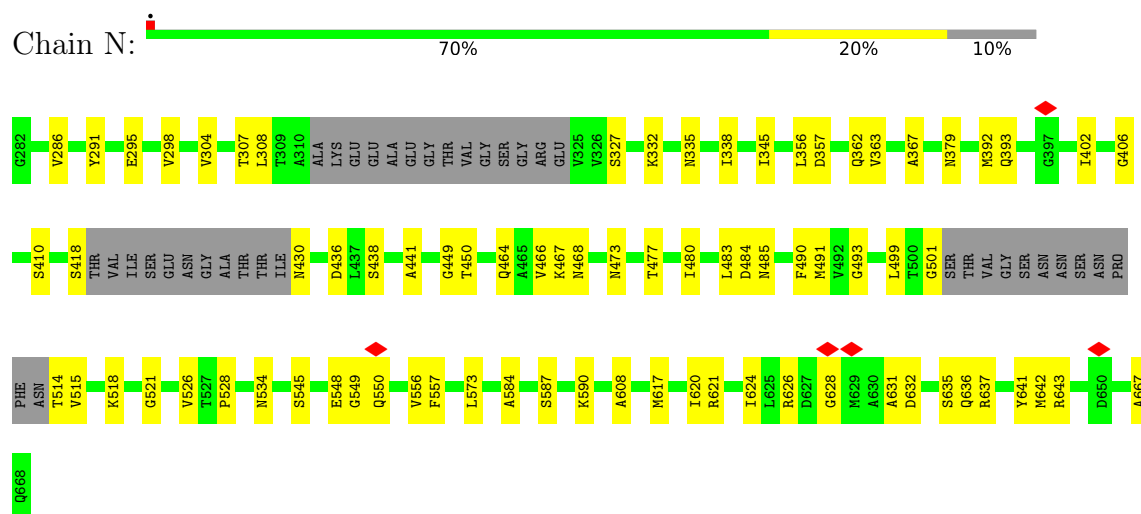 Chain N:
70% 20% 10%
G282 V286 Y291 E295 V298 V304 T307 L308 T309 A310 ALA LYS GLU GLU ALA GLU GLY THR VAL GLY SER GLY ARG GLU V325 V326 S327 K332 N335 I338 I345 L356 D357 Q362 V363 A367 N379 M392 Q393 G397 I402 G406
S410 S418 THR VAL ILE SER GLU ASN GLY ALA THR THR ILE N430 D436 L437 S438 A441 G449 T450 Q464 A465 V466 K467 N468 N473 T477 I480 L483 D484 N485 F490 M491 V492 G493 L499 T500 G501 SER THR VAL GLY SER ASN ASN SER ASN PRO
PHE ASN T514 V515 K518 G521 V526 T527 P528 N534 S545 E548 G549 Q550 V556 F557 L573 A584 S587 K590 A608 M617 I620 R621 I624 L625 R626 D627 G628 M629 A630 A631 D632 S635 Q636 R637 Y641 M642 R643 D650 A667
Q668